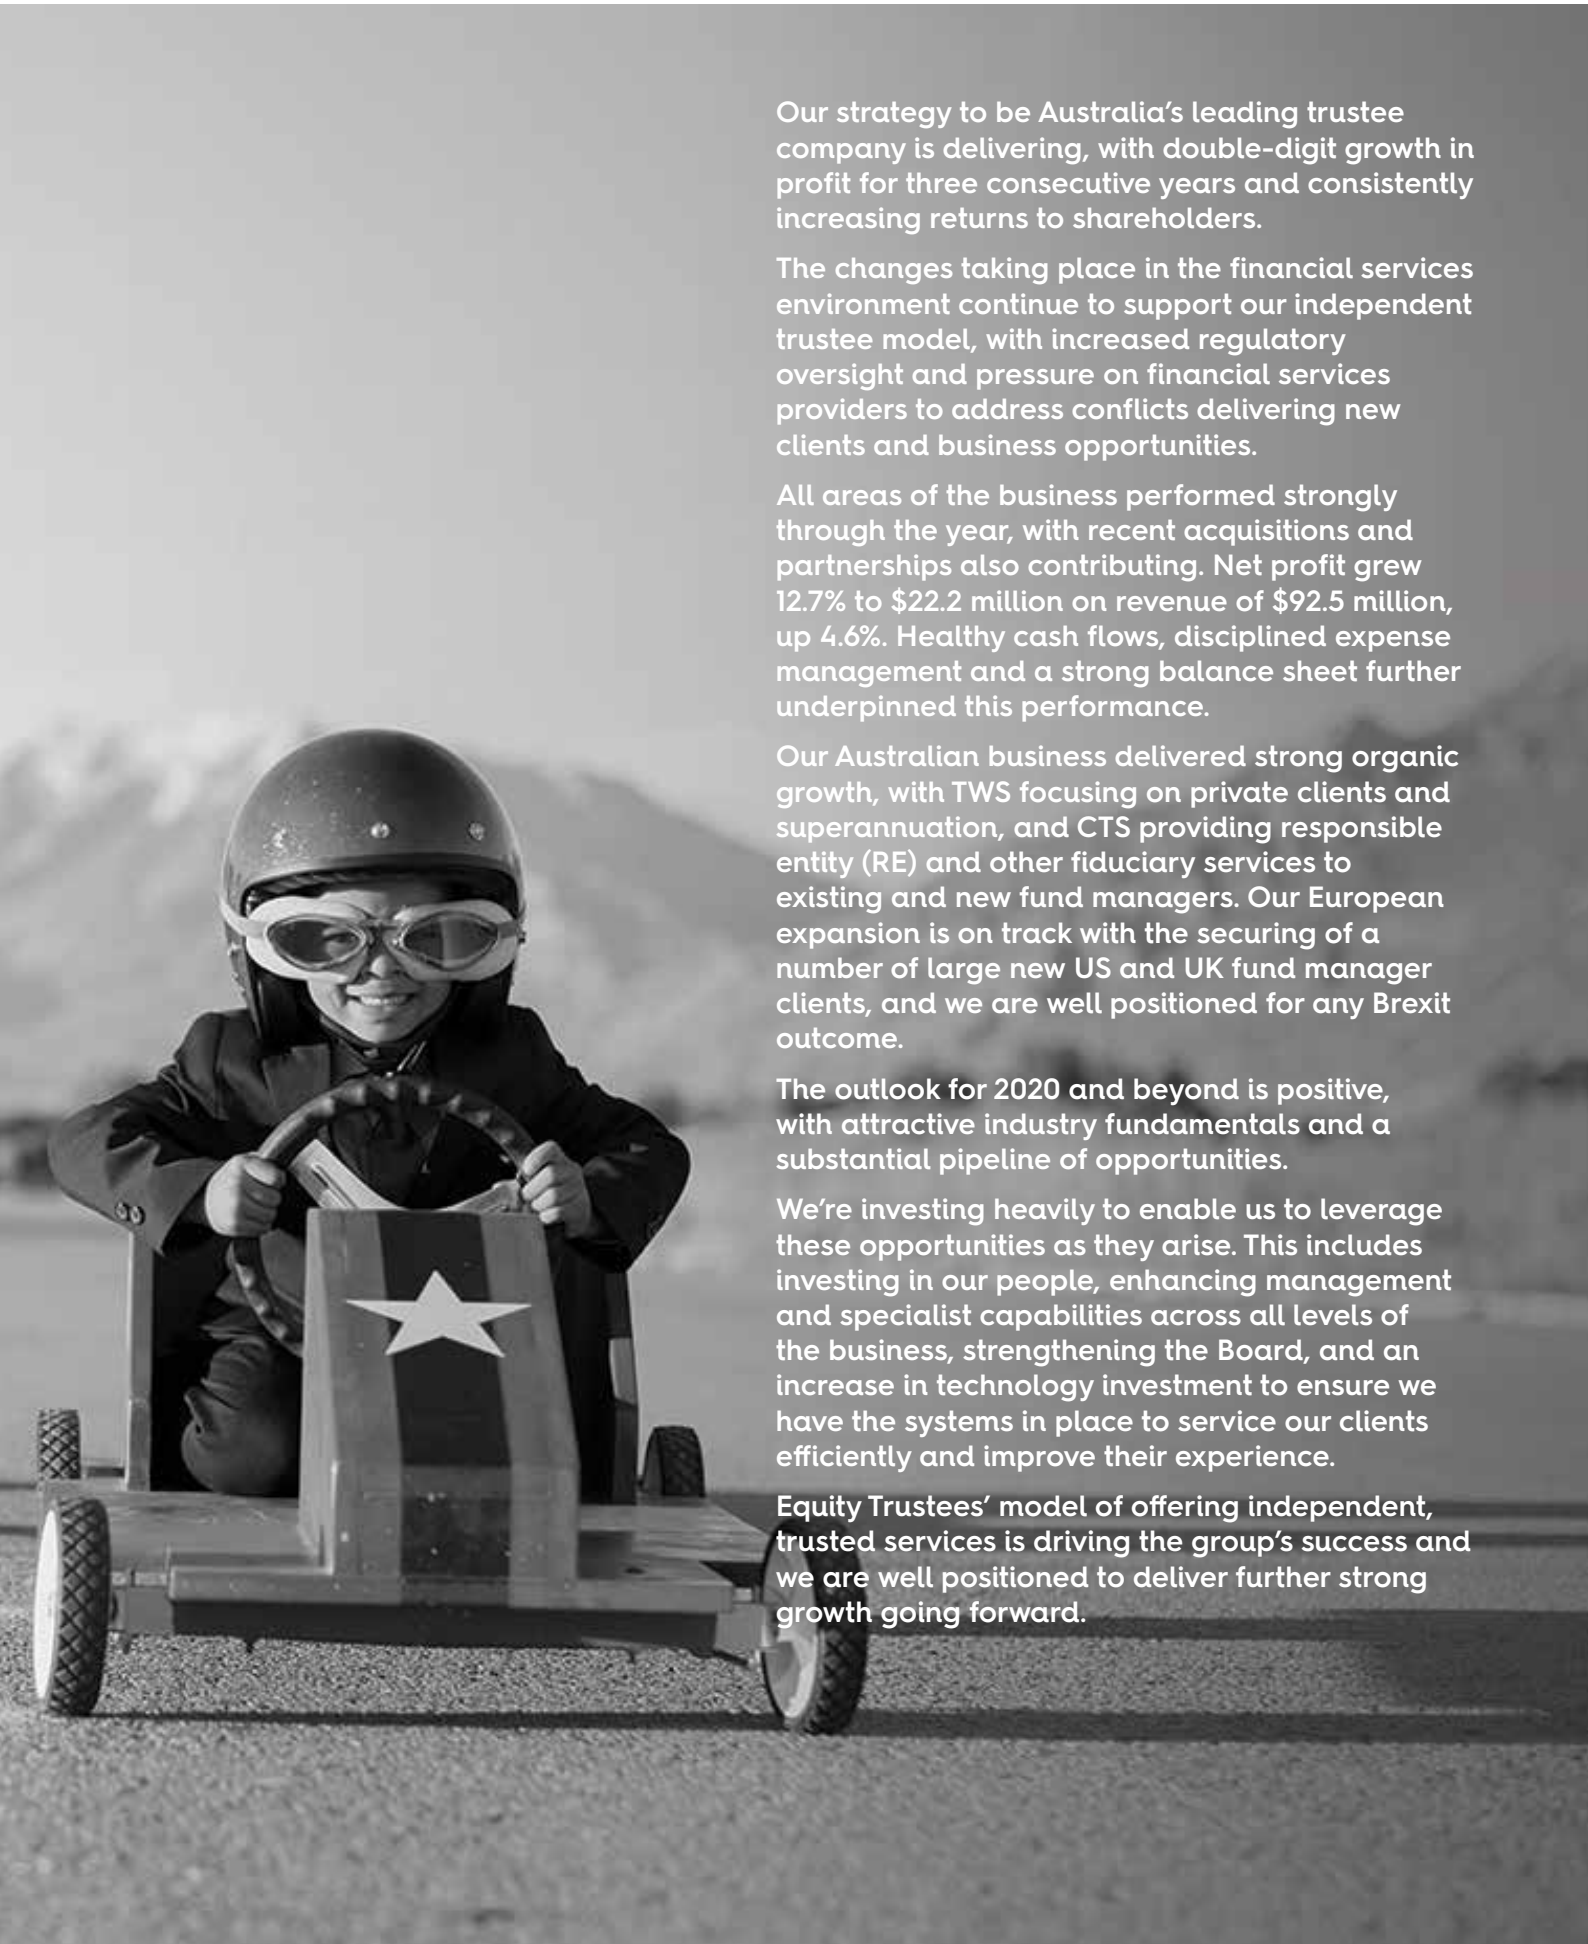 Our strategy to be Australia's leading trustee
company is delivering, with double-digit growth in
profit for three consecutive years and consistently
increasing returns to shareholders.
The changes taking place in the financial services
environment continue to support our independent
trustee model, with increased regulatory
oversight and pressure on financial services
providers to address conflicts delivering new
clients and business opportunities.
All areas of the business performed strongly
through the year, with recent acquisitions and
partnerships also contributing. Net profit grew
12.7% to $22.2 million on revenue of $92.5 million,
up 4.6%. Healthy cash flows, disciplined expense
management and a strong balance sheet further
underpinned this performance.
Our Australian business delivered strong organic
growth, with TWS focusing on private clients and
superannuation, and CTS providing responsible
entity (RE) and other fiduciary services to
existing and new fund managers. Our European
expansion is on track with the securing of a
number of large new US and UK fund manager
clients, and we are well positioned for any Brexit
outcome.
The outlook for 2020 and beyond is positive,
with attractive industry fundamentals and a
substantial pipeline of opportunities.
We're investing heavily to enable us to leverage
these opportunities as they arise. This includes
investing in our people, enhancing management
and specialist capabilities across all levels of
the business, strengthening the Board, and an
increase in technology investment to ensure we
have the systems in place to service our clients
efficiently and improve their experience.
Equity Trustees' model of offering independent,
trusted services is driving the group's success and
we are well positioned to deliver further strong
growth going forward.